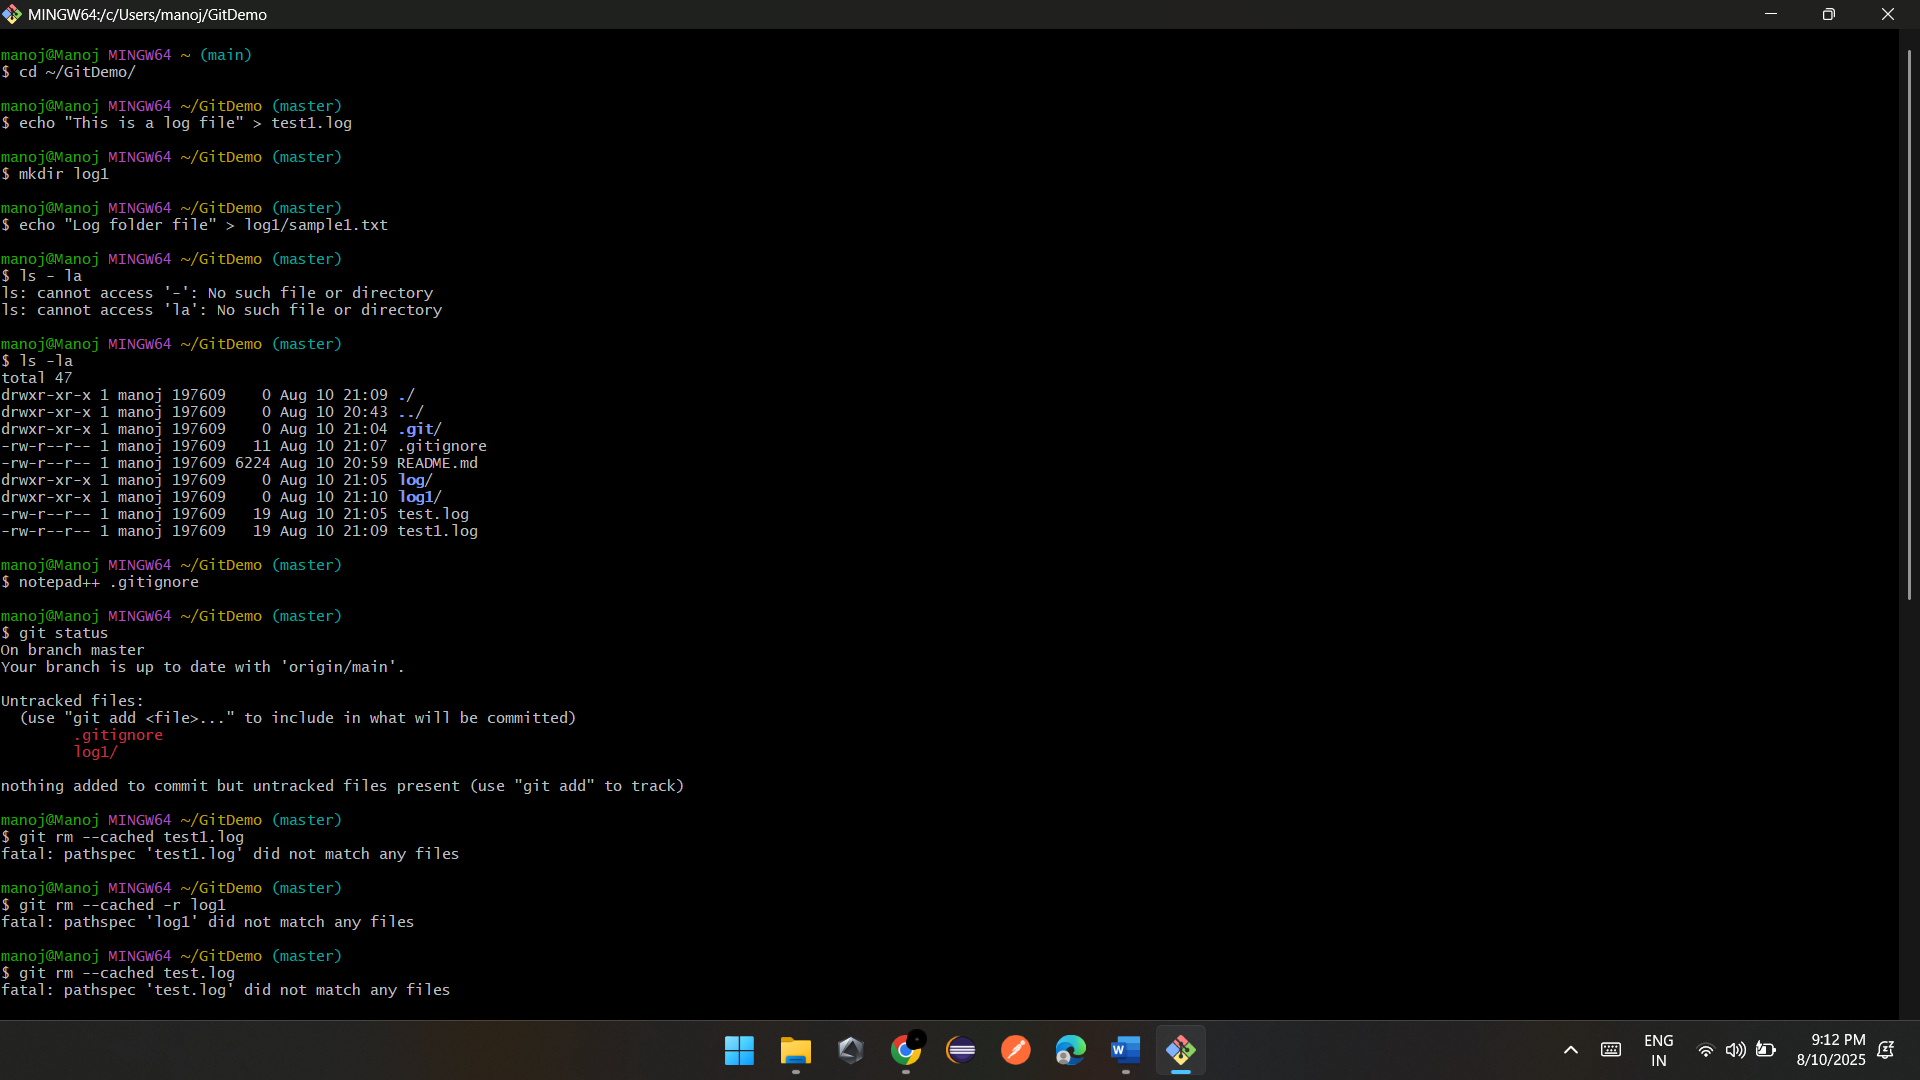 MINGW64:/c/Users/manoj/GitDemo
manoj@Manoj MINGW64 ~ (main)
$ cd ~/GitDemo/
manoj@Manoj MINGW64 ~/GitDemo (master)
$ echo "This is a log file" > test1.log
manoj@Manoj MINGW64 ~/GitDemo (master)
$ mkdir log1
manoj@Manoj MINGW64 ~/GitDemo (master)
$ echo "Log folder file" > log1/sample1.txt
manoj@Manoj MINGW64 ~/GitDemo (master)
$ ls - la
ls: cannot access '-': No such file or directory
ls: cannot access 'la': No such file or directory
manoj@Manoj MINGW64 ~/GitDemo (master)
$ ls -la
total 47
drwxr-xr-x 1 manoj 197609    0 Aug 10 21:09 ./
drwxr-xr-x 1 manoj 197609    0 Aug 10 20:43 ../
drwxr-xr-x 1 manoj 197609    0 Aug 10 21:04 .git/
-rw-r--r-- 1 manoj 197609   11 Aug 10 21:07 .gitignore
-rw-r--r-- 1 manoj 197609 6224 Aug 10 20:59 README.md
drwxr-xr-x 1 manoj 197609    0 Aug 10 21:05 log/
drwxr-xr-x 1 manoj 197609    0 Aug 10 21:10 log1/
-rw-r--r-- 1 manoj 197609   19 Aug 10 21:05 test.log
-rw-r--r-- 1 manoj 197609   19 Aug 10 21:09 test1.log
manoj@Manoj MINGW64 ~/GitDemo (master)
$ notepad++ .gitignore
manoj@Manoj MINGW64 ~/GitDemo (master)
$ git status
On branch master
Your branch is up to date with 'origin/main'.
Untracked files:
  (use "git add <file>..." to include in what will be committed)
        .gitignore
        log1/
nothing added to commit but untracked files present (use "git add" to track)
manoj@Manoj MINGW64 ~/GitDemo (master)
$ git rm --cached test1.log
fatal: pathspec 'test1.log' did not match any files
manoj@Manoj MINGW64 ~/GitDemo (master)
$ git rm --cached -r log1
fatal: pathspec 'log1' did not match any files
manoj@Manoj MINGW64 ~/GitDemo (master)
$ git rm --cached test.log
fatal: pathspec 'test.log' did not match any files
ENG
IN
9:12 PM
8/10/2025